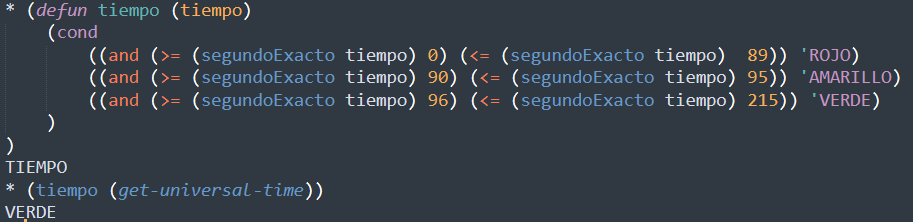 * (defun tiempo (tiempo)
    (cond
        ((and (>= (segundoExacto tiempo) 0) (<= (segundoExacto tiempo)  89)) 'ROJO)
        ((and (>= (segundoExacto tiempo) 90) (<= (segundoExacto tiempo) 95)) 'AMARILLO)
        ((and (>= (segundoExacto tiempo) 96) (<= (segundoExacto tiempo) 215)) 'VERDE)
    )
)
TIEMPO
* (tiempo (get-universal-time))
VERDE